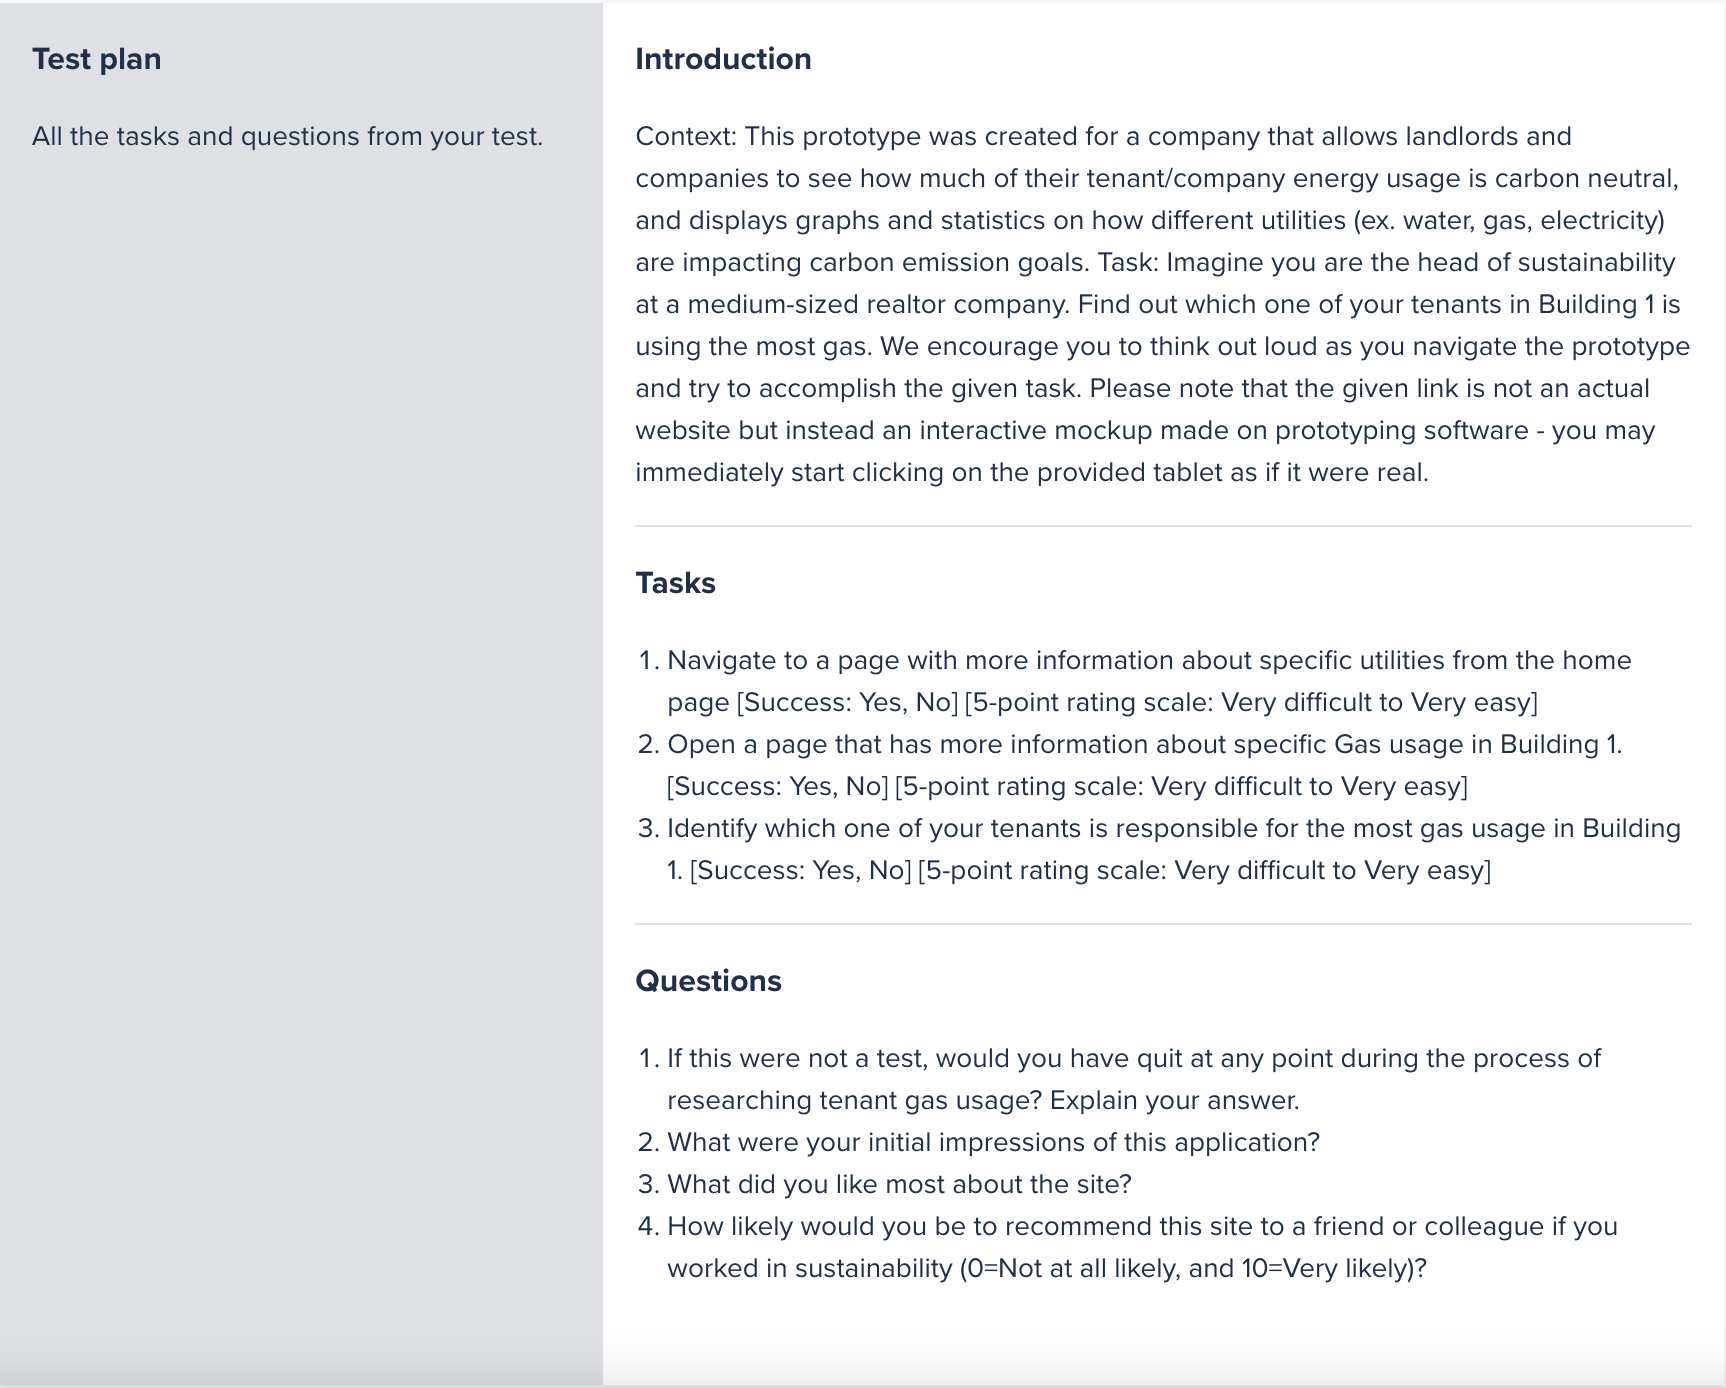 Test plan
All the tasks and questions from your test.
Introduction
Context: This prototype was created for a company that allows landlords and
companies to see how much of their tenant/company energy usage is carbon neutral,
and displays graphs and statistics on how different utilities (ex. water, gas, electricity)
are impacting carbon emission goals. Task: Imagine you are the head of sustainability
at a medium-sized realtor company. Find out which one of your tenants in Building 1 is
using the most gas. We encourage you to think out loud as you navigate the prototype
and try to accomplish the given task. Please note that the given link is not an actual
website but instead an interactive mockup made on prototyping software - you may
immediately start clicking on the provided tablet as if it were real.
Tasks
1. Navigate to a page with more information about specific utilities from the home
page [Success: Yes, No] [5-point rating scale: Very difficult to Very easy]
2. Open a page that has more information about specific Gas usage in Building 1.
[Success: Yes, No] [5-point rating scale: Very difficult to Very easy]
3. Identify which one of your tenants is responsible for the most gas usage in Building
1. [Success: Yes, No] [5-point rating scale: Very difficult to Very easy]
Questions
1. If this were not a test, would you have quit at any point during the process of
researching tenant gas usage? Explain your answer.
2. What were your initial impressions of this application?
3. What did you like most about the site?
4. How likely would you be to recommend this site to a friend or colleague if you
worked in sustainability (0=Not at all likely, and 10=Very likely)?